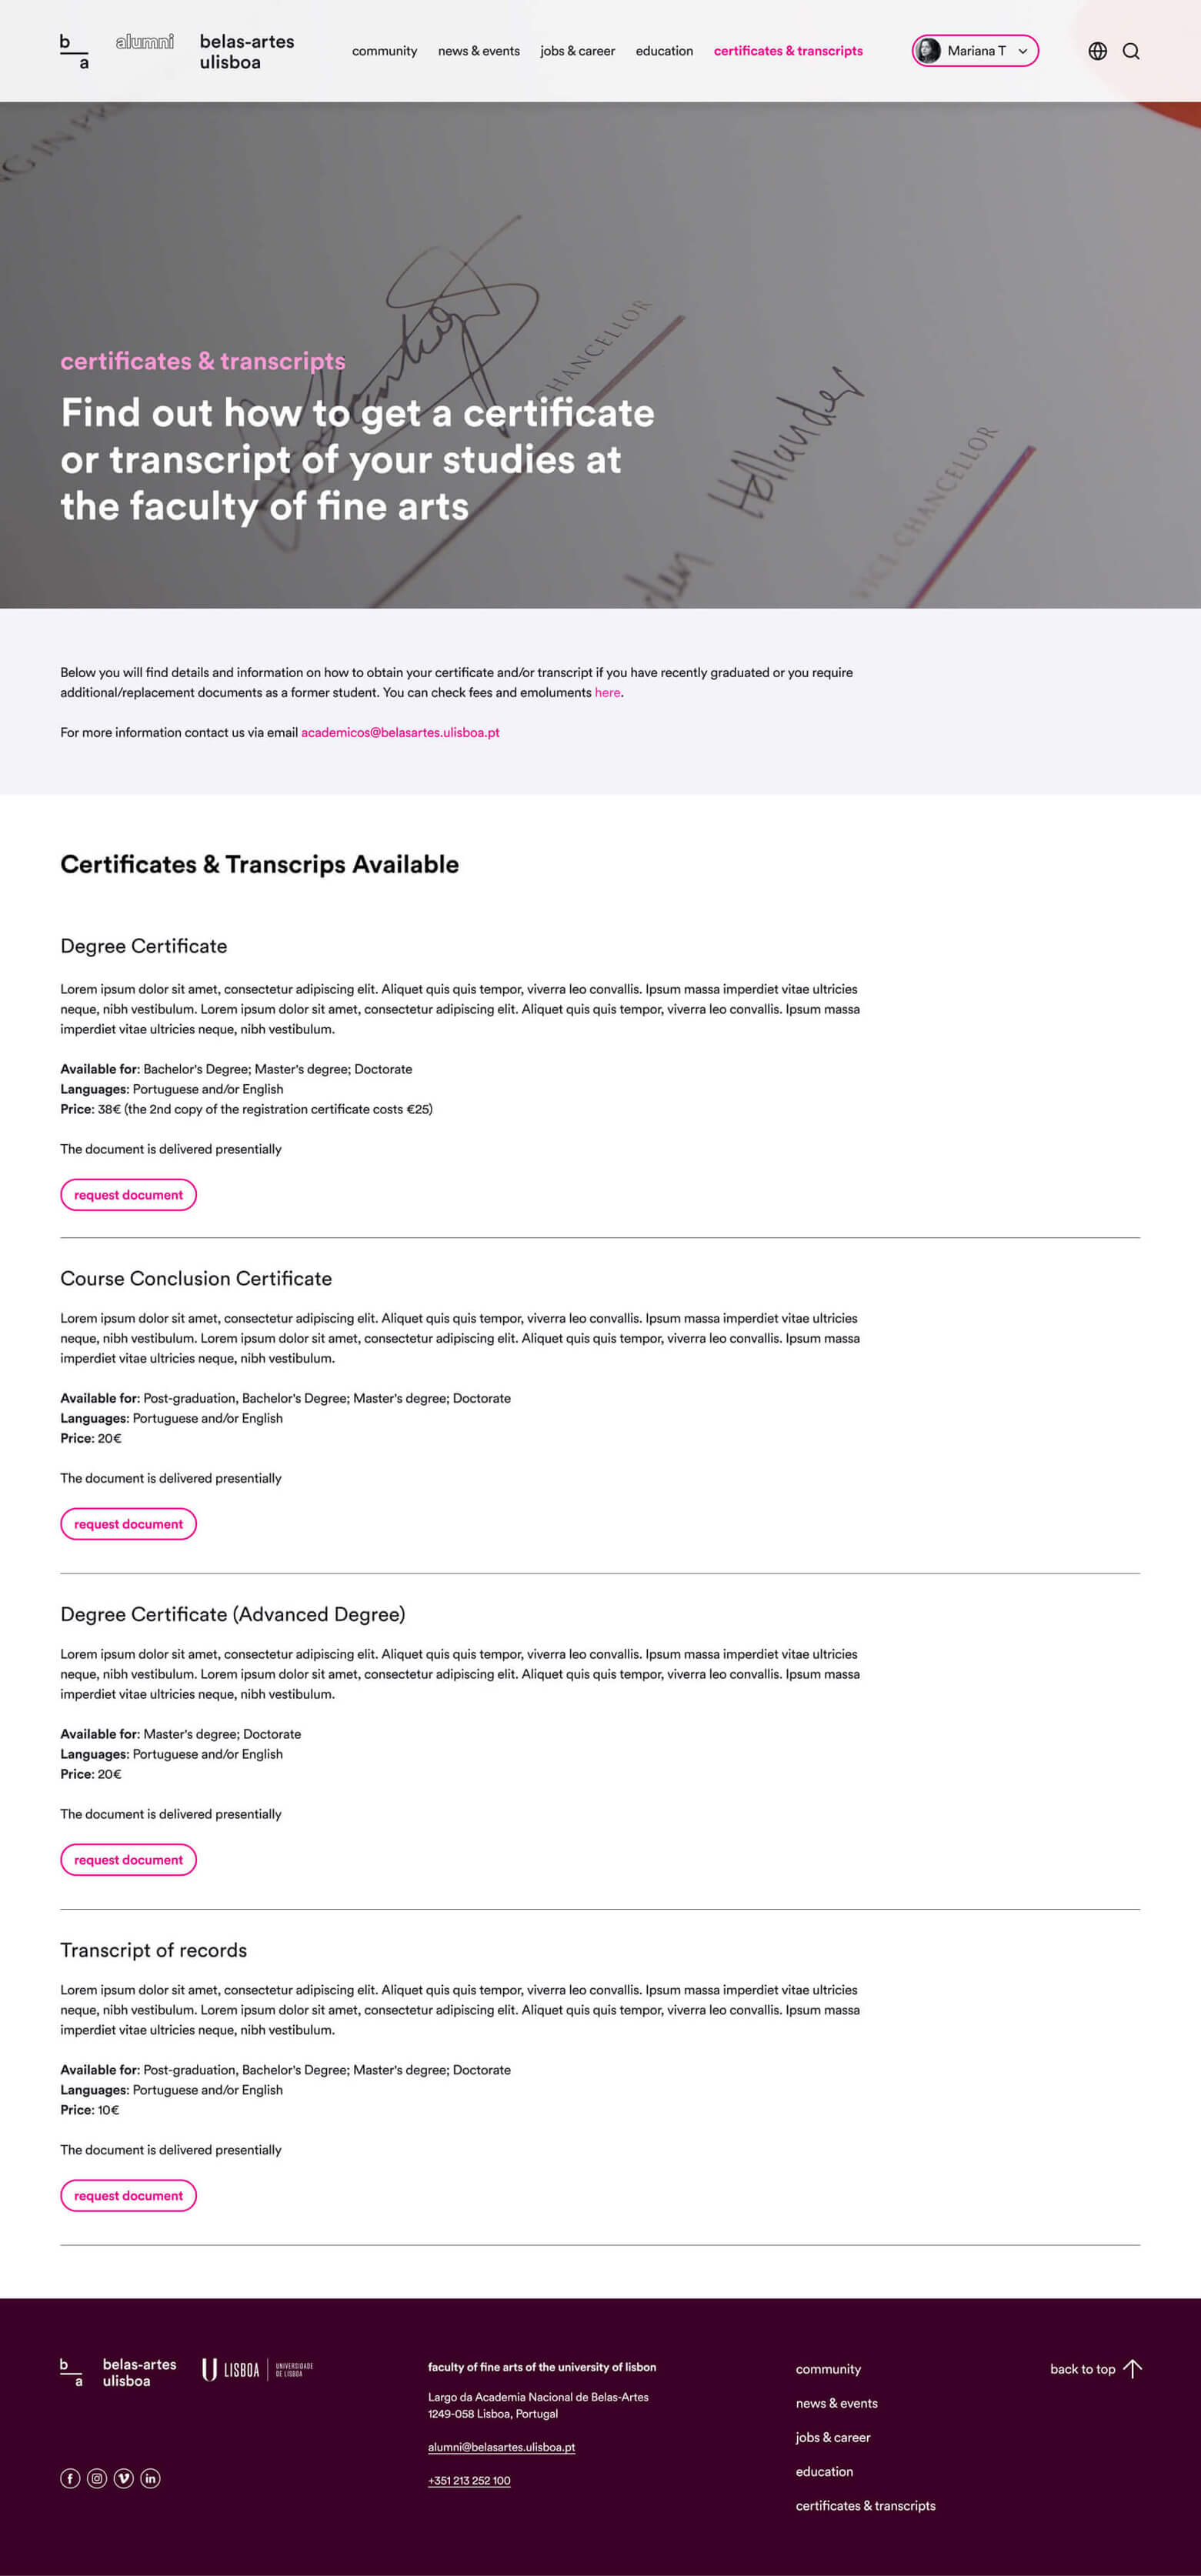 b
a
alumni
belas-artes
ulisboa
community
news & events
jobs & career
education
certificates & transcripts
Mariana T
CHANCELLOR
Hollander
VICE-CHANCELLOR
certificates & transcripts
Find out how to get a certificate
or transcript of your studies at
the faculty of fine arts
Below you will find details and information on how to obtain your certificate and/or transcript if you have recently graduated or you require
additional/replacement documents as a former student. You can check fees and emoluments here.
For more information contact us via email academicos@belasartes.ulisboa.pt
Certificates & Transcrips Available
Degree Certificate
Lorem ipsum dolor sit amet, consectetur adipiscing elit. Aliquet quis quis tempor, viverra leo convallis. Ipsum massa imperdiet vitae ultricies
neque, nibh vestibulum. Lorem ipsum dolor sit amet, consectetur adipiscing elit. Aliquet quis quis tempor, viverra leo convallis. Ipsum massa
imperdiet vitae ultricies neque, nibh vestibulum.
Available for: Bachelor's Degree; Master's degree; Doctorate
Languages: Portuguese and/or English
Price: 38€ (the 2nd copy of the registration certificate costs €25)
The document is delivered presentially
request document
Course Conclusion Certificate
Lorem ipsum dolor sit amet, consectetur adipiscing elit. Aliquet quis quis tempor, viverra leo convallis. Ipsum massa imperdiet vitae ultricies
neque, nibh vestibulum. Lorem ipsum dolor sit amet, consectetur adipiscing elit. Aliquet quis quis tempor, viverra leo convallis. Ipsum massa
imperdiet vitae ultricies neque, nibh vestibulum.
Available for: Post-graduation, Bachelor's Degree; Master's degree; Doctorate
Languages: Portuguese and/or English
Price: 20€
The document is delivered presentially
request document
Degree Certificate (Advanced Degree)
Lorem ipsum dolor sit amet, consectetur adipiscing elit. Aliquet quis quis tempor, viverra leo convallis. Ipsum massa imperdiet vitae ultricies
neque, nibh vestibulum. Lorem ipsum dolor sit amet, consectetur adipiscing elit. Aliquet quis quis tempor, viverra leo convallis. Ipsum massa
imperdiet vitae ultricies neque, nibh vestibulum.
Available for: Master's degree; Doctorate
Languages: Portuguese and/or English
Price: 20€
The document is delivered presentially
request document
Transcript of records
Lorem ipsum dolor sit amet, consectetur adipiscing elit. Aliquet quis quis tempor, viverra leo convallis. Ipsum massa imperdiet vitae ultricies
neque, nibh vestibulum. Lorem ipsum dolor sit amet, consectetur adipiscing elit. Aliquet quis quis tempor, viverra leo convallis. Ipsum massa
imperdiet vitae ultricies neque, nibh vestibulum.
Available for: Post-graduation, Bachelor's Degree; Master's degree; Doctorate
Languages: Portuguese and/or English
Price: 10€
The document is delivered presentially
request document
b
a
belas-artes
ulisboa
LISBOA
UNIVERSIDADE
DE LISBOA
faculty of fine arts of the university of lisbon
Largo da Academia Nacional de Belas-Artes
1249-058 Lisboa, Portugal
alumni@belasartes.ulisboa.pt
+351 213 252 100
community
news & events
jobs & career
education
certificates & transcripts
back to top